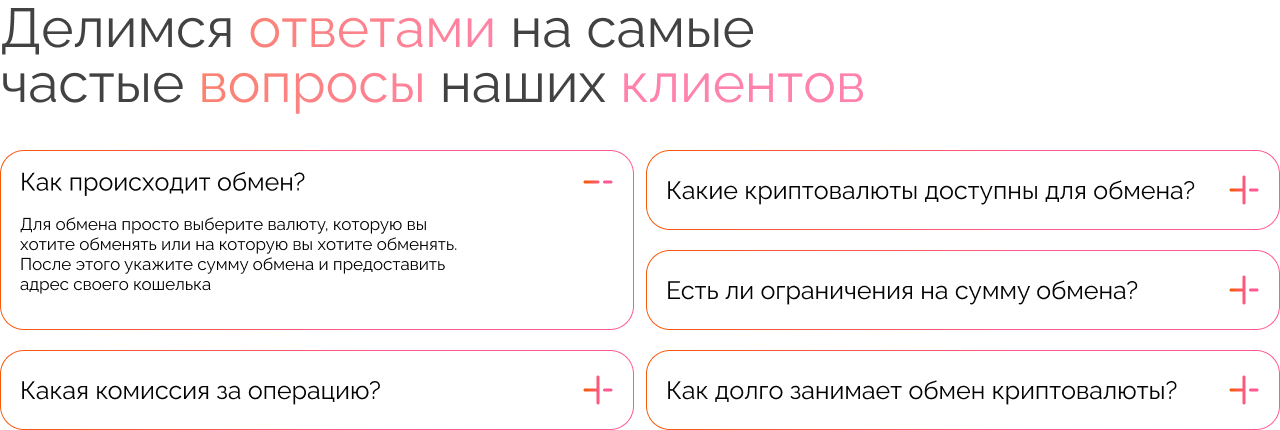 Делимся ответами на самые
частые вопросы наших клиентов
Как происходит обмен?
Для обмена просто выберите валюту, которую вы
хотите обменять или на которую вы хотите обменять.
После этого укажите сумму обмена и предоставить
адрес своего кошелька
Какая комиссия за операцию?
Какие криптовалюты доступны для обмена?
Есть ли ограничения на сумму обмена?
Как долго занимает обмен криптовалюты?